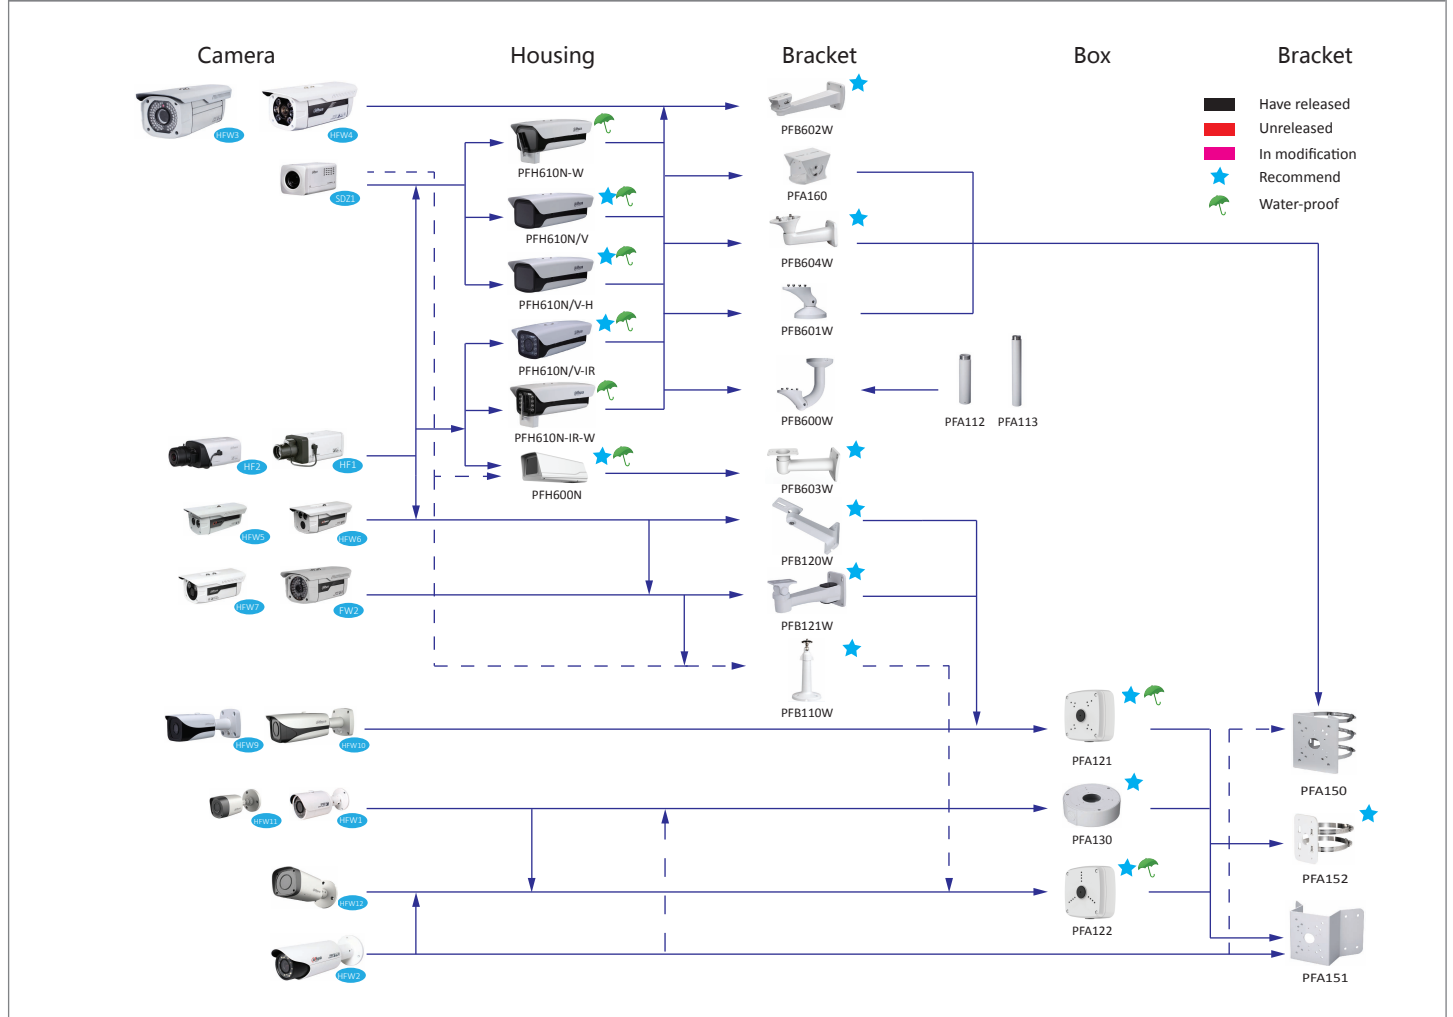 Camera
Housing
Bracket
Box
Bracket
HFW3
HFW4
SDZ1
HF2
HF1
HFW5
HFW6
HFW7
FW2
HFW9
HFW10
HFW11
HFW1
HFW12
HFW2
PFH610N-W
PFH610N/V
PFH610N/V-H
PFH610N/V-IR
PFH610N-IR-W
PFH600N
PFB602W
PFA160
PFB604W
PFB601W
PFB600W
PFB603W
PFB120W
PFB121W
PFB110W
PFA112
PFA113
PFA121
PFA130
PFA122
Have released
Unreleased
In modification
Recommend
Water-proof
PFA150
PFA152
PFA151